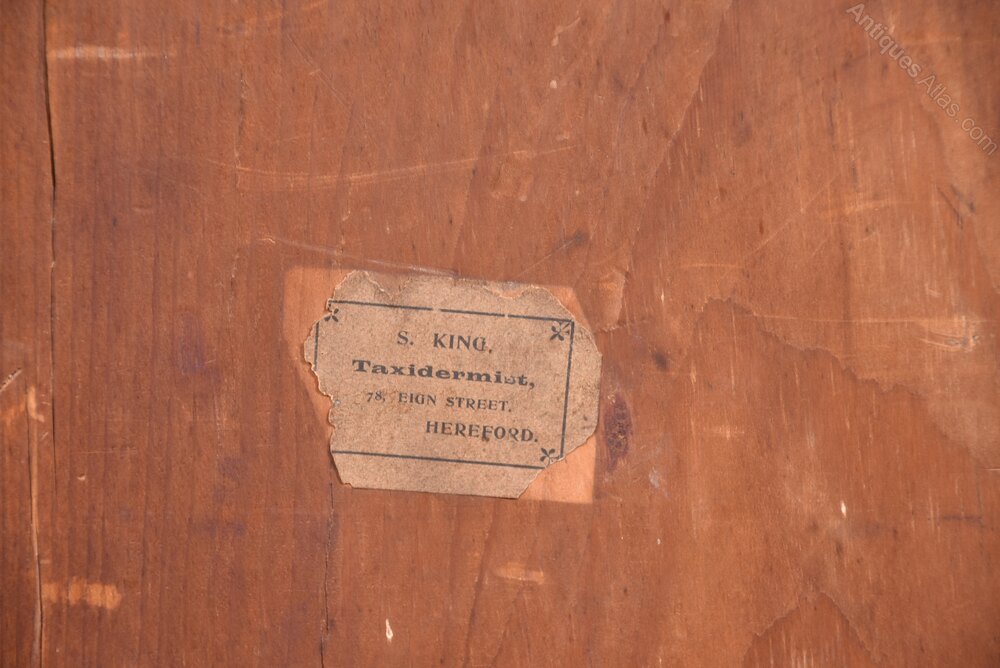 S. KING.
Taxidermist,
78, EIGN STREET.
HEREFORD.
AntiquesAtlas.com